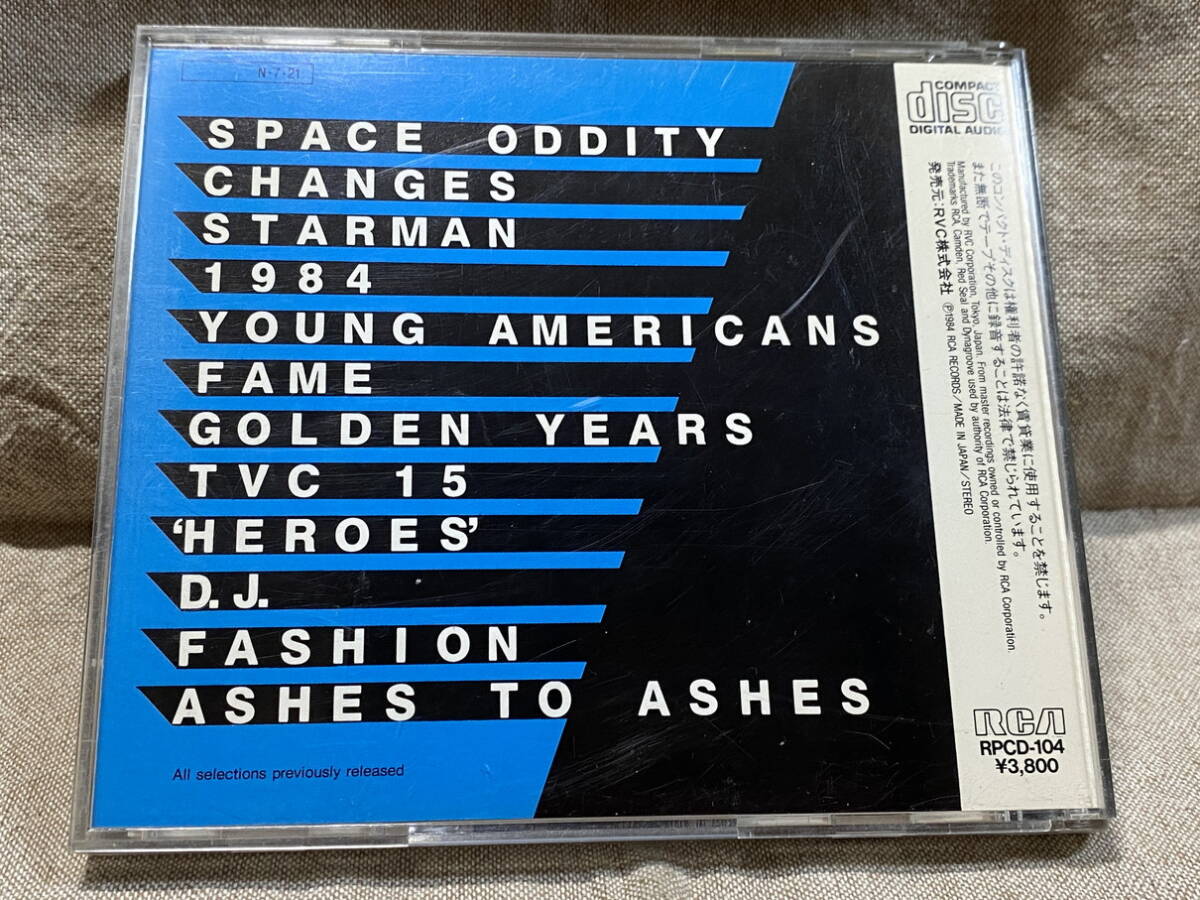 N・7・21
SPACE ODDITY
CHANGES
STARMAN
1984
YOUNG AMERICANS
FAME
GOLDEN YEARS
TVC 15
‘HEROES’
D.J.
FASHION
ASHES TO ASHES
All selections previously released
COMPACT
disc
DIGITAL AUDIO
このコンパクト・ディスクは権利者の許諾なく賃貸業に使用することを禁じます。
また無断でテープその他に録音することは法律で禁じられています。
Manufactured by RVC Corporation, Tokyo, Japan. From master recordings owned or controlled by RCA Corporation.
Trademarks RCA, Camden, Red Seal and Dynagroove used by authority of RCA Corporation.
発売元:RVC株式会社 ℗1984 RCA RECORDS/MADE IN JAPAN/STEREO
RCA
RPCD-104
¥3,800